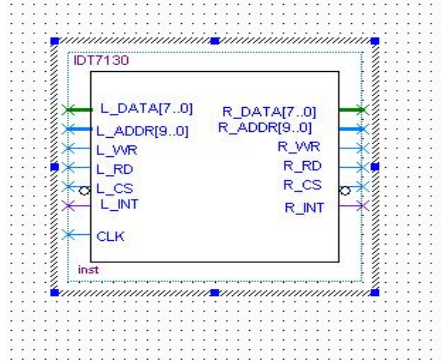 IDT7130
L_DATA[7..0] R_DATA[7..0]
L_ADDR[9..0] R_ADDR[9..0]
L_WR R_WR
L_RD R_RD
L_CS R_CS
L_INT R_INT
CLK
inst